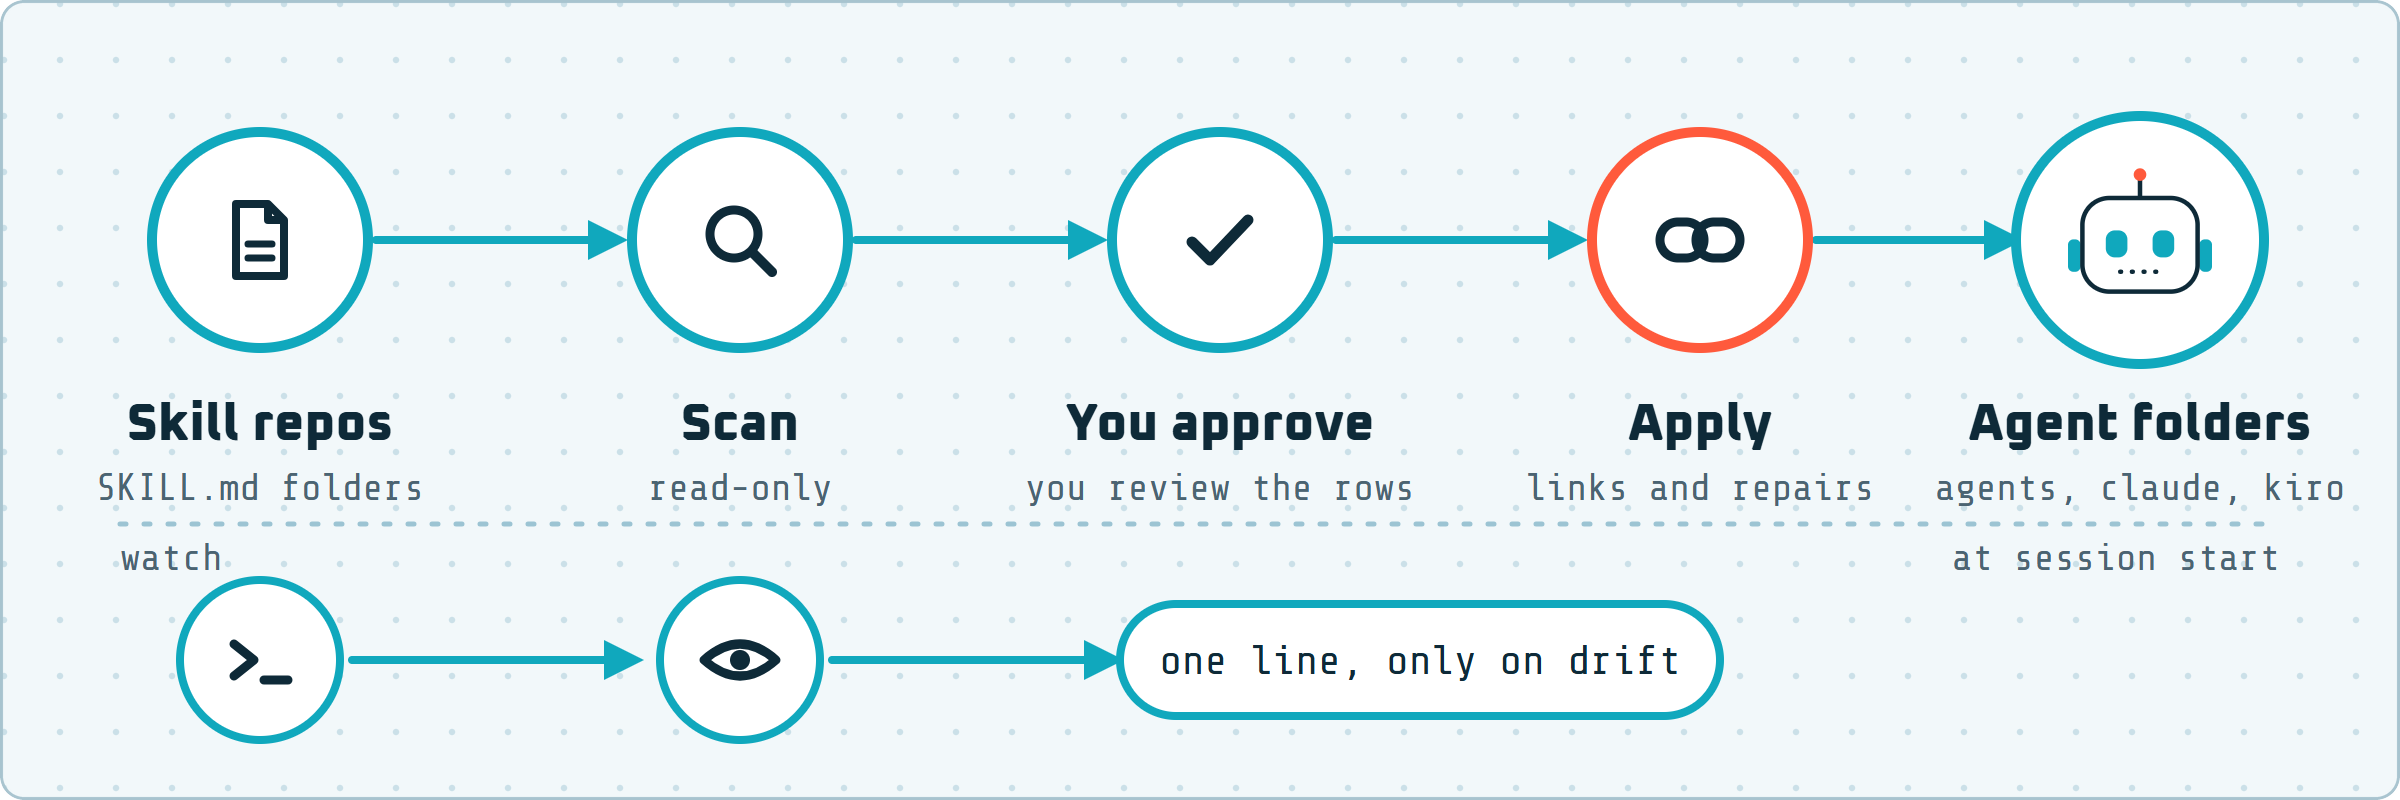 Skill repos
SKILL.md folders
Scan
read-only
You approve
you review the rows
Apply
links and repairs
Agent folders
agents, claude, kiro
watch
at session start
>_
one line, only on drift